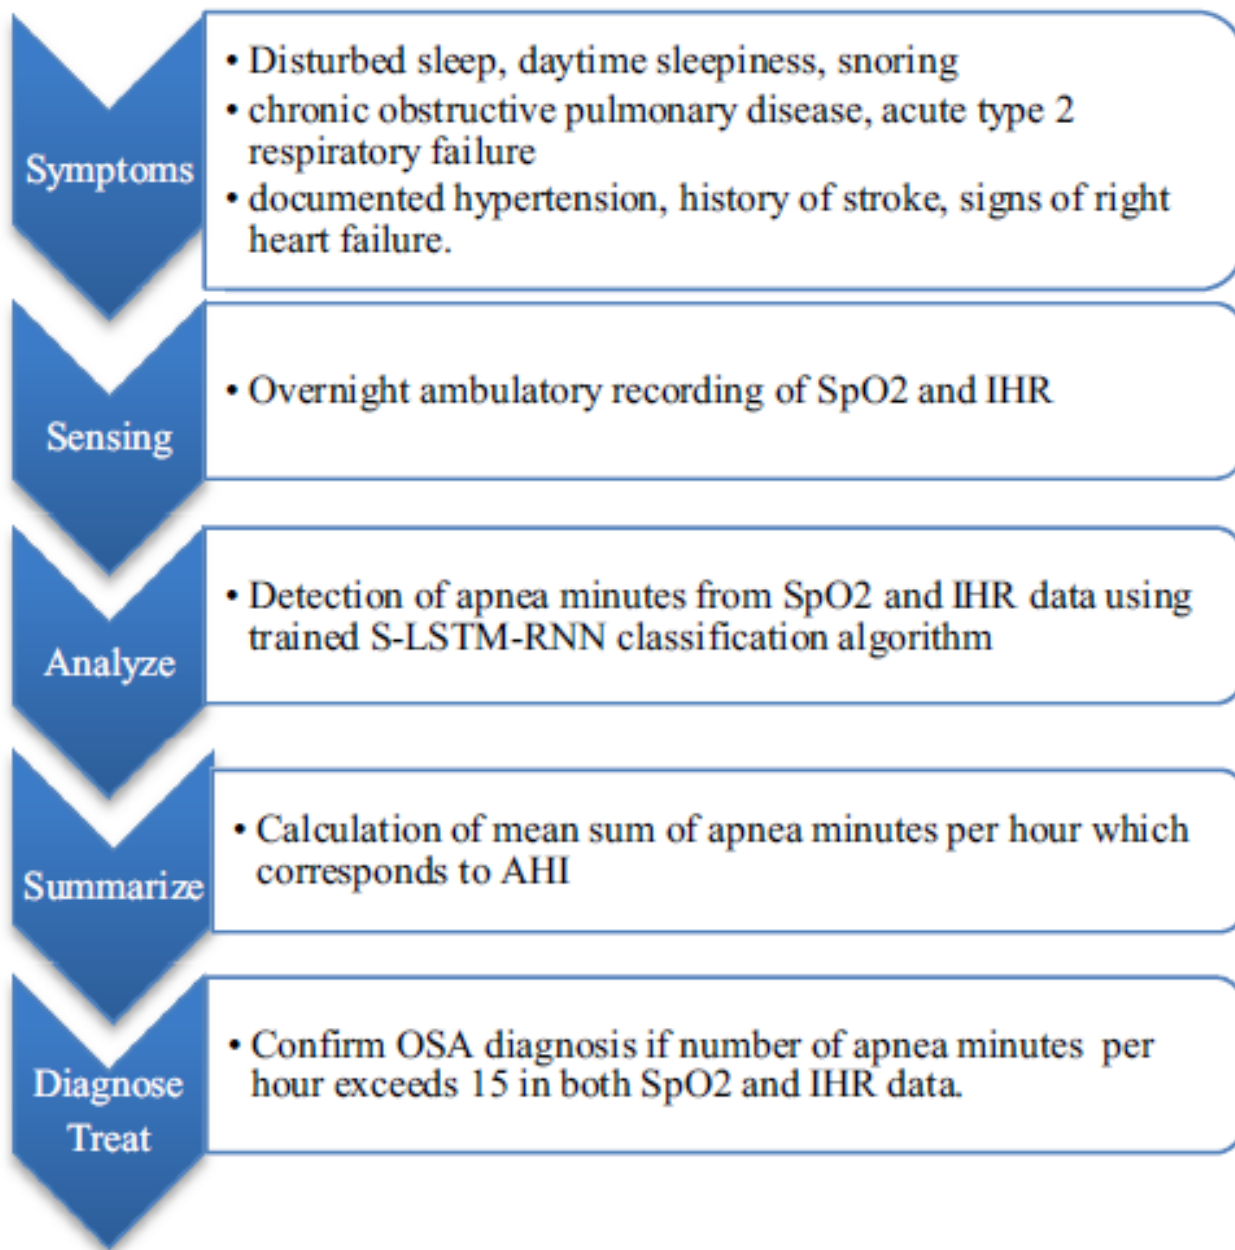 Symptoms
• Disturbed sleep, daytime sleepiness, snoring
• chronic obstructive pulmonary disease, acute type 2
respiratory failure
• documented hypertension, history of stroke, signs of right
heart failure.
Sensing
• Overnight ambulatory recording of SpO2 and IHR
Analyze
• Detection of apnea minutes from SpO2 and IHR data using
trained S-LSTM-RNN classification algorithm
Summarize
• Calculation of mean sum of apnea minutes per hour which
corresponds to AHI
Diagnose
Treat
• Confirm OSA diagnosis if number of apnea minutes per
hour exceeds 15 in both SpO2 and IHR data.